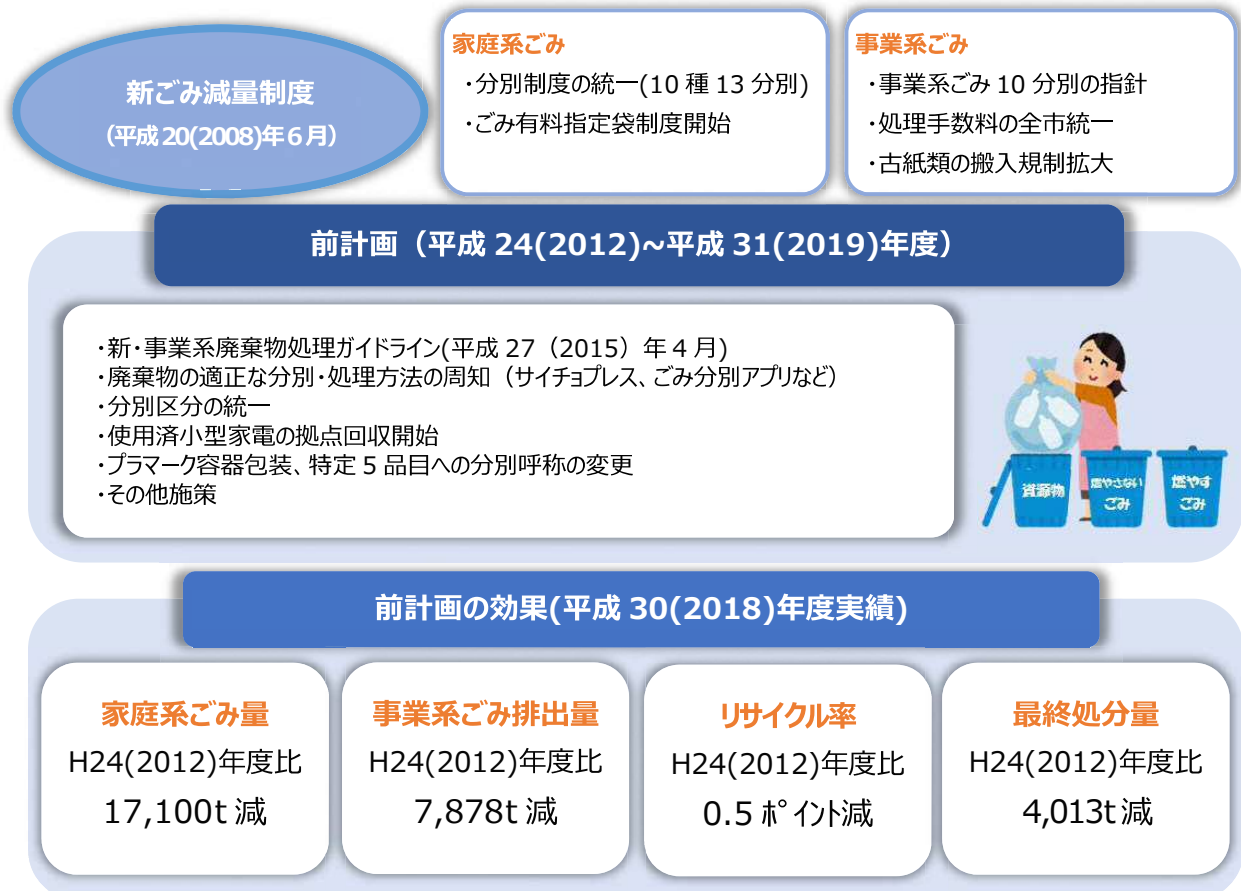 新ごみ減量制度
(平成20(2008)年6月)
家庭系ごみ
・分別制度の統一(10種13分別)
・ごみ有料指定袋制度開始
事業系ごみ
・事業系ごみ10分別の指針
・処理手数料の全市統一
・古紙類の搬入規制拡大
前計画（平成24(2012)~平成31(2019)年度）
・新・事業系廃棄物処理ガイドライン(平成27（2015）年4月)
・廃棄物の適正な分別・処理方法の周知（サイチョプレス、ごみ分別アプリなど）
・分別区分の統一
・使用済小型家電の拠点回収開始
・プラマーク容器包装、特定5品目への分別呼称の変更
・その他施策
資源物
燃やさない
ごみ
燃やす
ごみ
前計画の効果(平成30(2018)年度実績)
家庭系ごみ量
H24(2012)年度比
17,100t減
事業系ごみ排出量
H24(2012)年度比
7,878t減
リサイクル率
H24(2012)年度比
0.5ﾎﾟｲﾝﾄ減
最終処分量
H24(2012)年度比
4,013t減